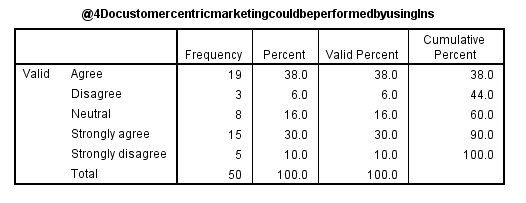 @4Docustomercentricmarketingcouldbeperformedbyusinglns
Frequency Percent Valid Percent Cumulative Percent
Valid Agree 19 38.0 38.0 38.0
Disagree 3 6.0 6.0 44.0
Neutral 8 16.0 16.0 60.0
Strongly agree 15 30.0 30.0 90.0
Strongly disagree 5 10.0 10.0 100.0
Total 50 100.0 100.0